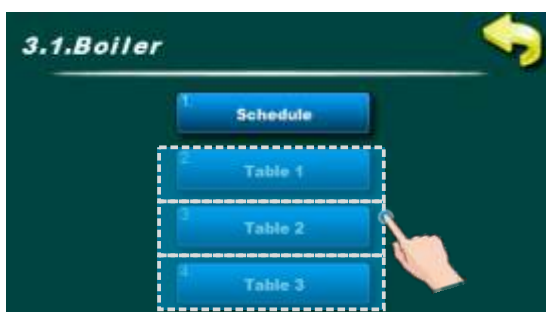 3.1.Boiler
1. Schedule
2. Table 1
3. Table 2
4. Table 3